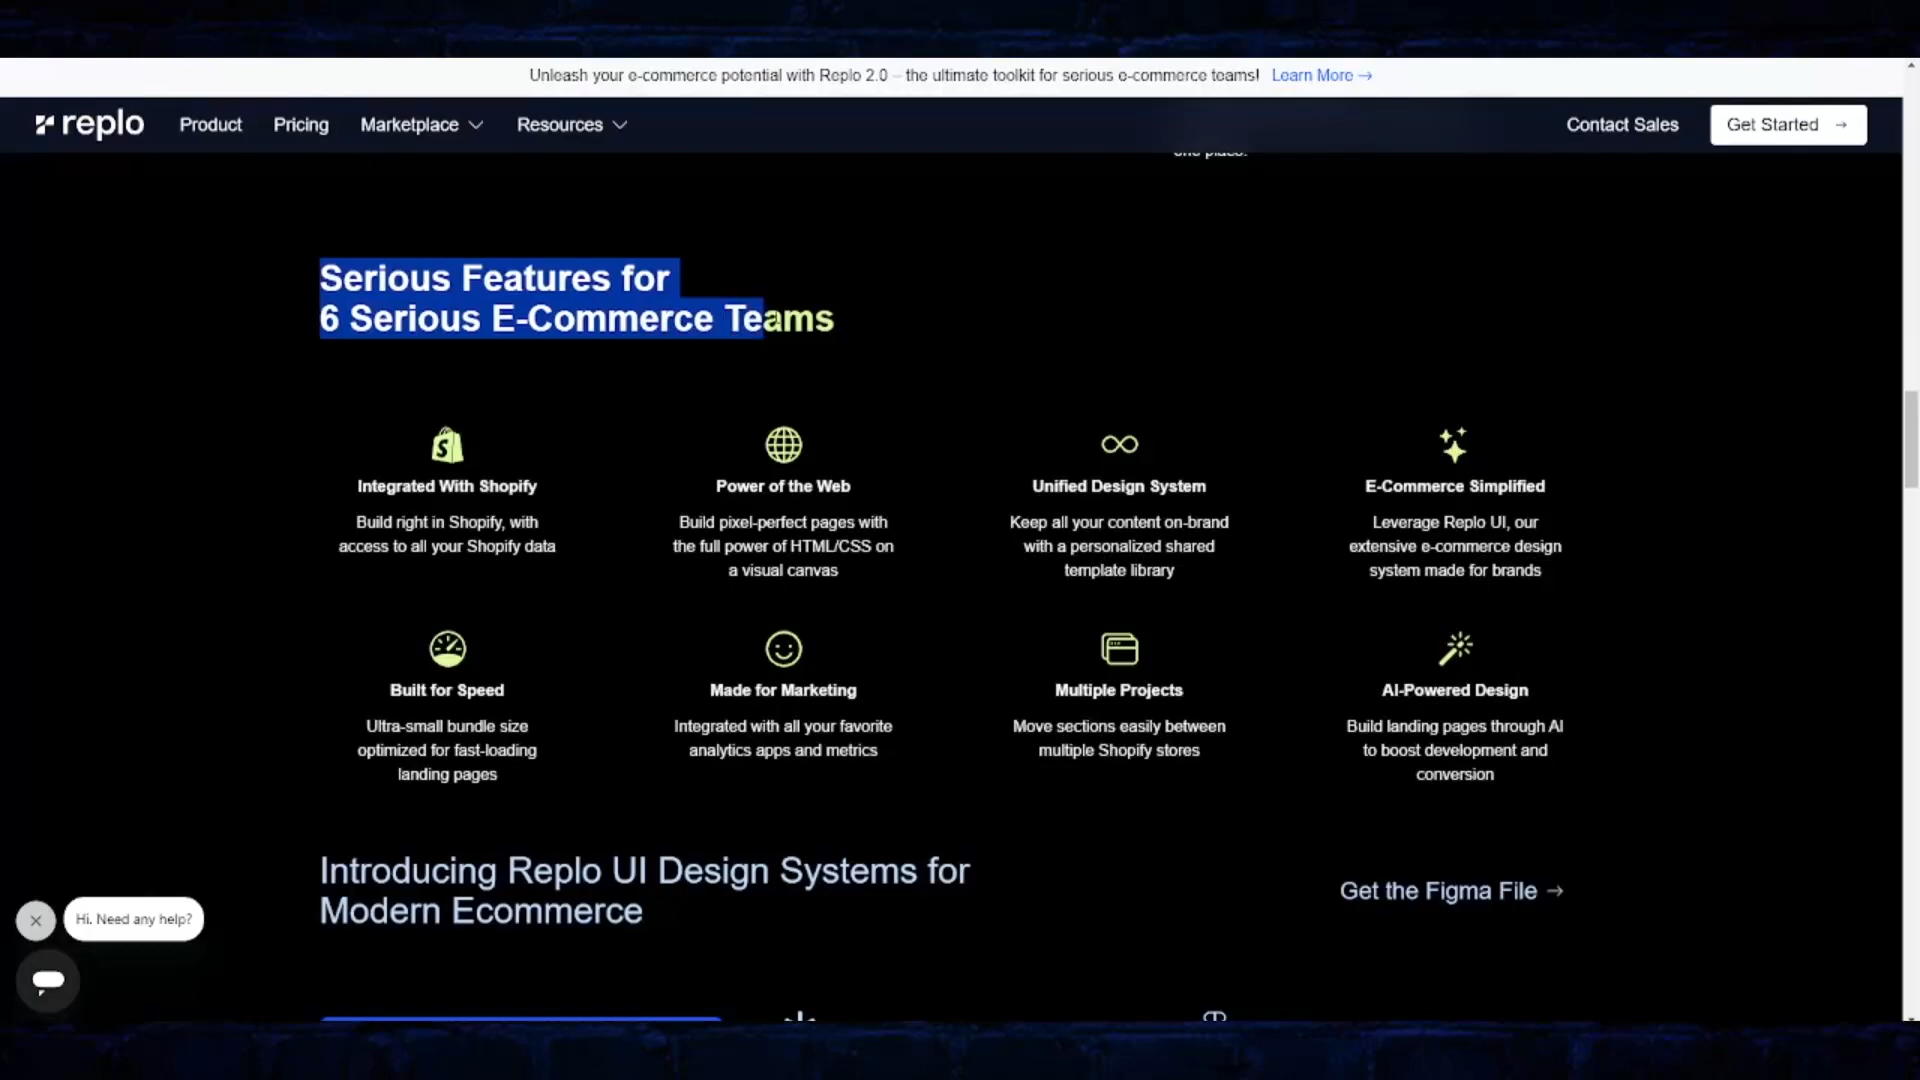 Unleash your e-commerce potential with Replo 2.0 – the ultimate toolkit for serious e-commerce teams! Learn More →
replo Product Pricing Marketplace Resources Contact Sales Get Started →
one place.
Serious Features for
6 Serious E-Commerce Teams
Integrated With Shopify
Build right in Shopify, with
access to all your Shopify data
Power of the Web
Build pixel-perfect pages with
the full power of HTML/CSS on
a visual canvas
Unified Design System
Keep all your content on-brand
with a personalized shared
template library
E-Commerce Simplified
Leverage Replo UI, our
extensive e-commerce design
system made for brands
Built for Speed
Ultra-small bundle size
optimized for fast-loading
landing pages
Made for Marketing
Integrated with all your favorite
analytics apps and metrics
Multiple Projects
Move sections easily between
multiple Shopify stores
AI-Powered Design
Build landing pages through AI
to boost development and
conversion
Introducing Replo UI Design Systems for
Modern Ecommerce
Get the Figma File →
Hi. Need any help?